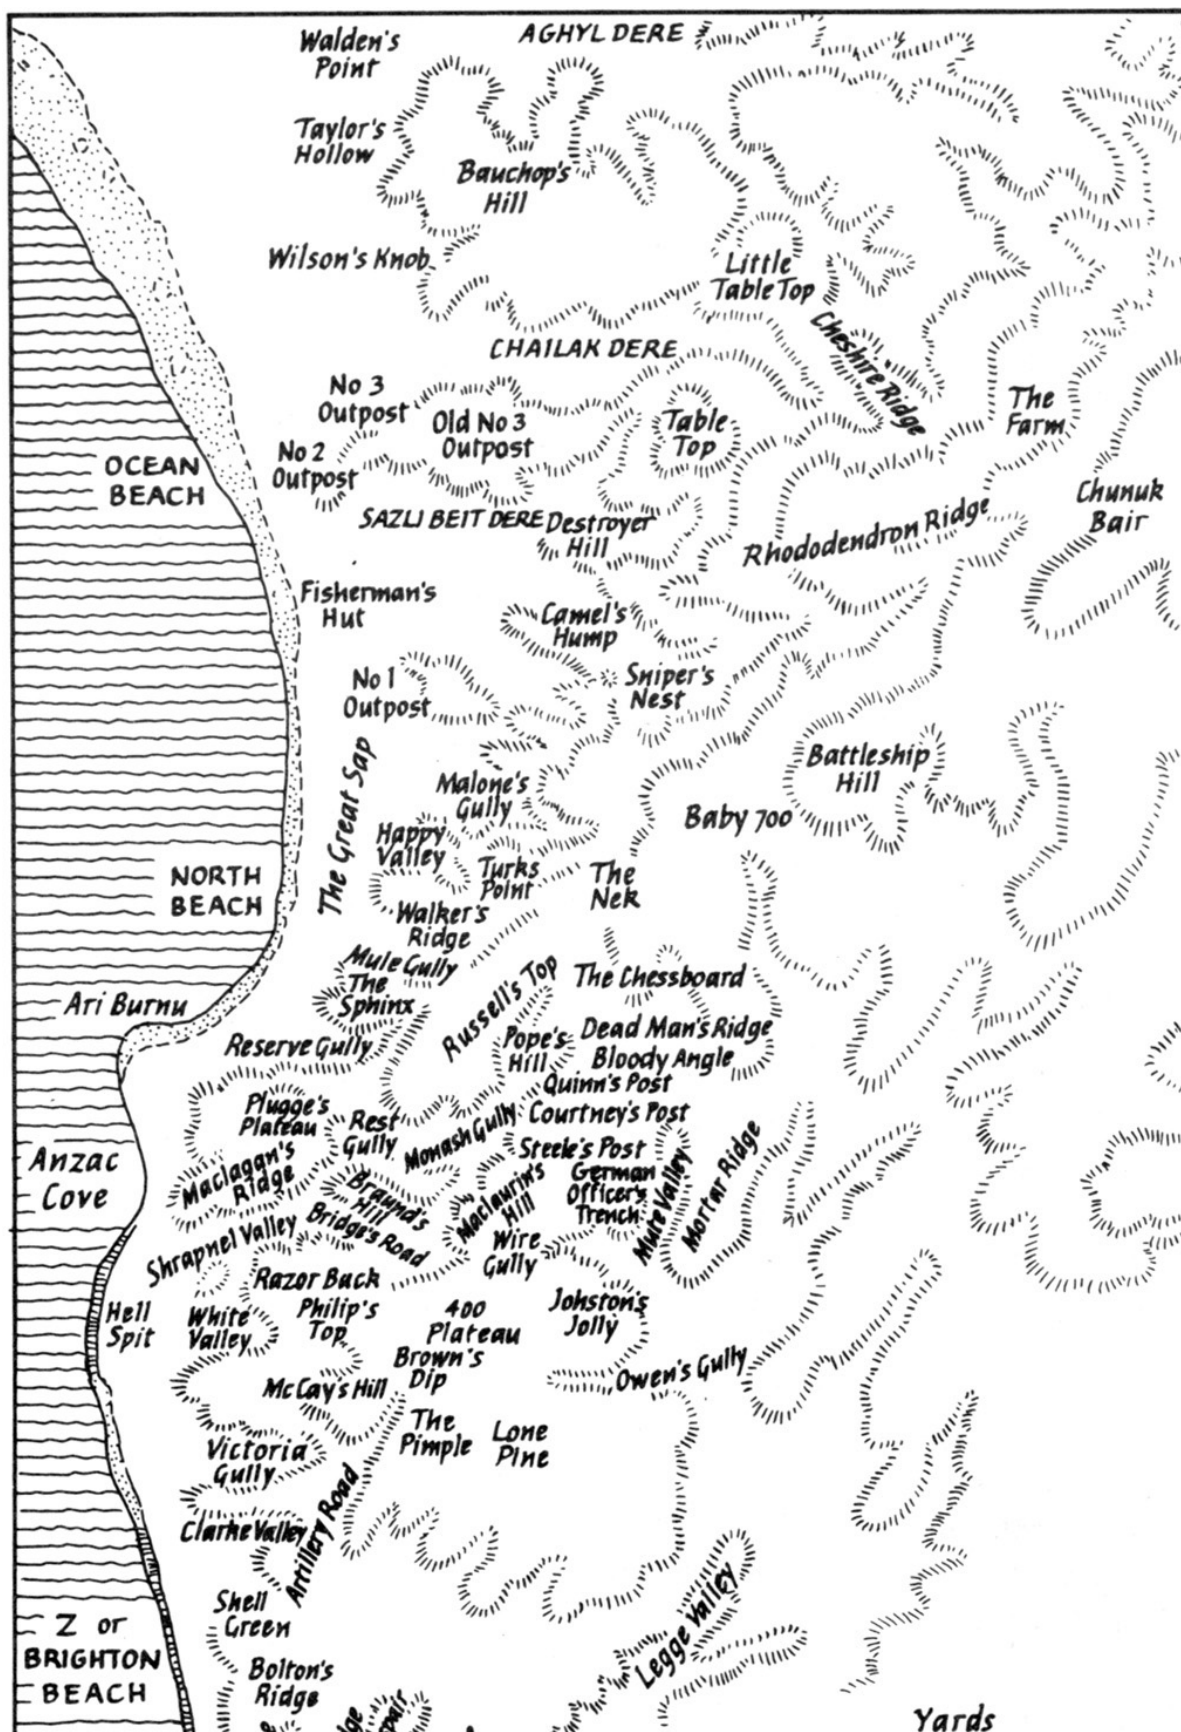 Walden's
Point
AGHYL DERE
Taylor's
Hollow
Bauchop's
Hill
Wilson's Knob
Little
Table Top
CHAILAK DERE
Cheshire Ridge
No 3
Outpost
Old No 3
Outpost
Table
Top
The
Farm
No 2
Outpost
OCEAN
BEACH
Chunuk
Bair
SAZLI BEIT DERE
Destroyer
Hill
Rhododendron Ridge
Fisherman's
Hut
Camel's
Hump
No 1
Outpost
Sniper's
Nest
The Great Sap
Battleship
Hill
Malone's
Gully
Baby 700
Happy
Valley
Turks
Point
The
Nek
NORTH
BEACH
Walker's
Ridge
Mule Gully
The
Sphinx
Russell's Top
The Chessboard
Ari Burnu
Reserve Gully
Pope's
Hill
Dead Man's Ridge
Bloody Angle
Quinn's Post
Plugge's
Plateau
Rest
Gully
Monash Gully
Courtney's Post
Steele's Post
Anzac
Cove
Maclagan's
Ridge
Braund's
Hill
Maclaurin's
Hill
German
Officer's
Trench
Mule Valley
Mortar Ridge
Shrapnel Valley
Bridge's Road
Wire
Gully
Razor Back
Hell
Spit
White
Valley
Philip's
Top
400
Plateau
Johston's
Jolly
Brown's
Dip
Owen's Gully
McCay's Hill
The
Pimple
Lone
Pine
Victoria
Gully
Artillery Road
Clarke Valley
Shell
Green
Legge Valley
Z or
BRIGHTON
BEACH
Bolton's
Ridge
Yards